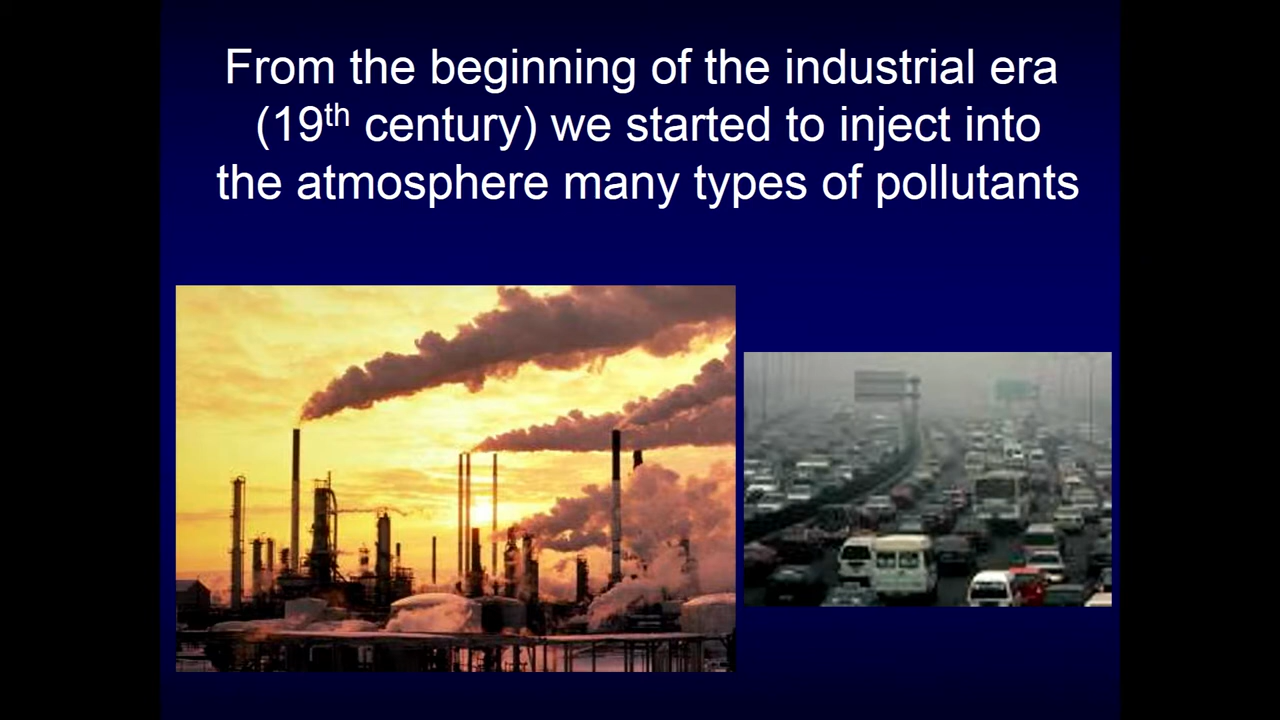 From the beginning of the industrial era
(19th century) we started to inject into
the atmosphere many types of pollutants